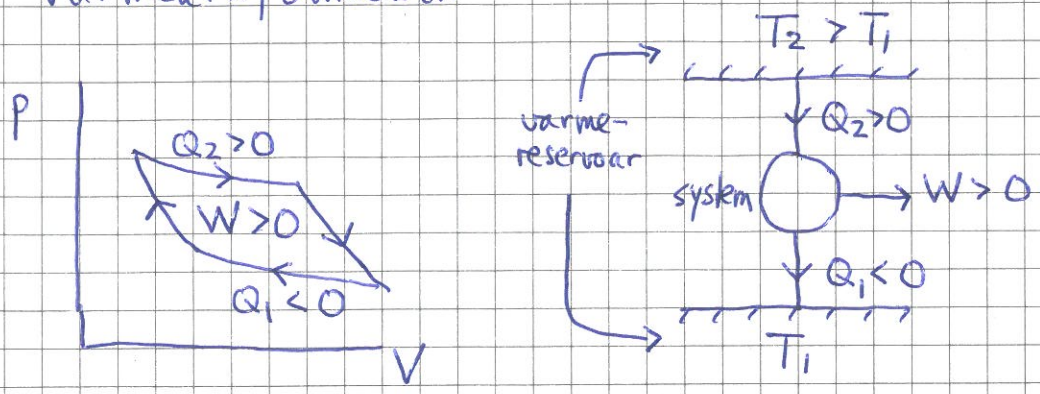 P
Q₂ > 0
W > 0
Q₁ < 0
V
T₂ > T₁
varme-
reservoar
Q₂>0
system
W > 0
Q₁ < 0
T₁